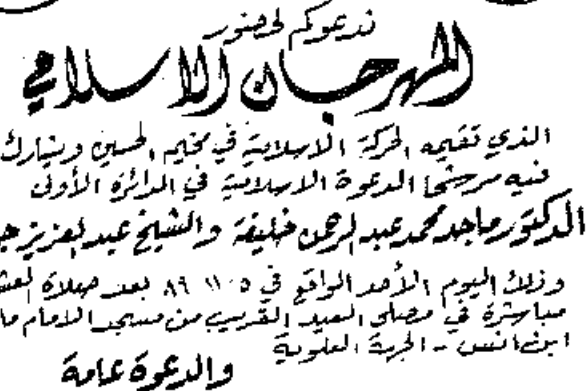 ندعوكم لحضور
المهرجان الاسلامي
الذي تقيمه الحركة الاسلامية في مخيم الحسين ويشارك
فيه مرشحا الدعوة الاسلامية في الدائرة الأولى
الدكتور ماجد محمد عبد الرحمن خليفة والشيخ عبد العزيز
وذلك اليوم الأحد الواقع في ٥ ١١ ٨٩ بعد صلاة
مباشرة في مصلى العيد القريب من مسجد الامام
ابن انس -
والدعوة عامة